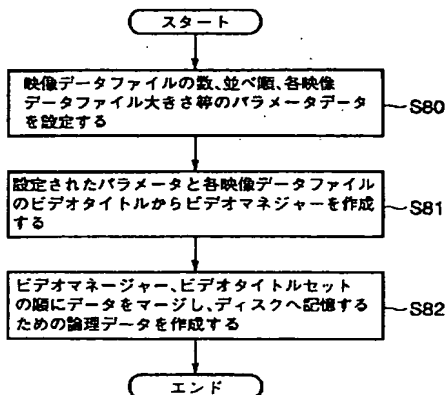 スタート
映像データファイルの数、並べ順、各映像
データファイル大きさ等のパラメータデータ
を設定する
S80
設定されたパラメータと各映像データファイル
のビデオタイトルからビデオマネジャーを作成
する
S81
ビデオマネージャー、ビデオタイトルセット
の順にデータをマージし、ディスクへ記憶する
ための論理データを作成する
S82
エンド